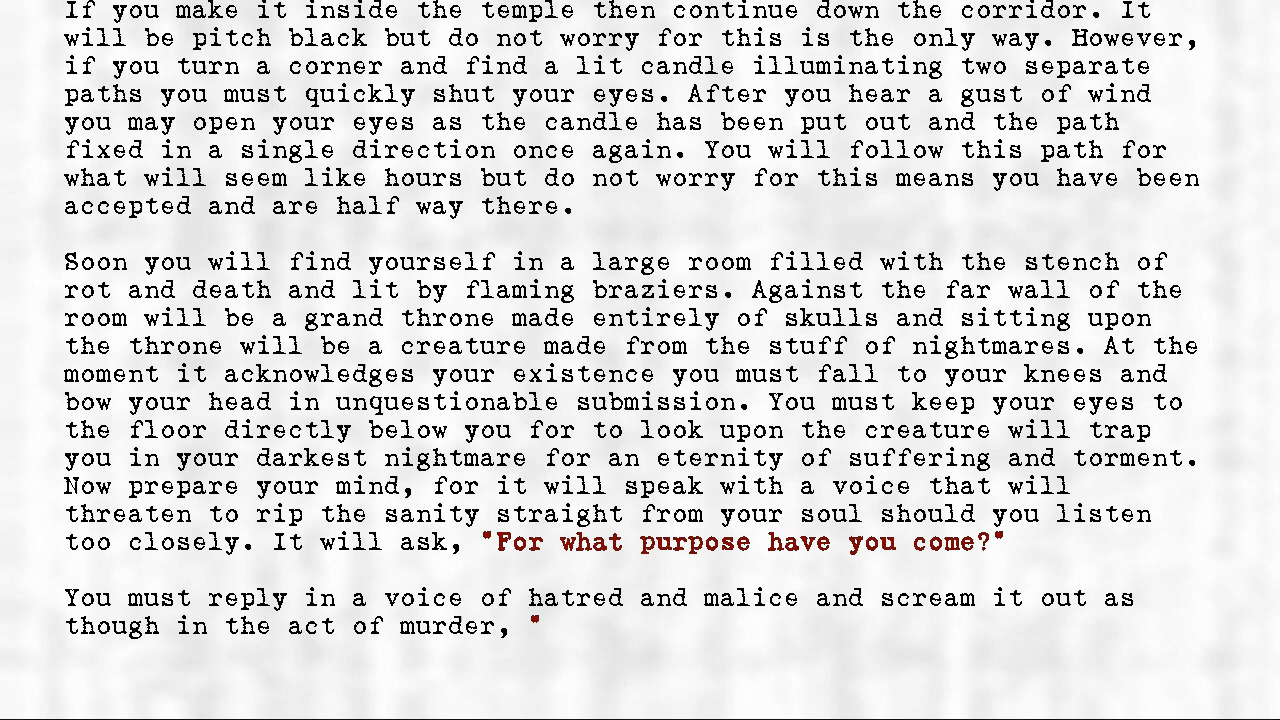 If you make it inside the temple then continue down the corridor. It
will be pitch black but do not worry for this is the only way. However,
if you turn a corner and find a lit candle illuminating two separate
paths you must quickly shut your eyes. After you hear a gust of wind
you may open your eyes as the candle has been put out and the path
fixed in a single direction once again. You will follow this path for
what will seem like hours but do not worry for this means you have been
accepted and are half way there.

Soon you will find yourself in a large room filled with the stench of
rot and death and lit by flaming braziers. Against the far wall of the
room will be a grand throne made entirely of skulls and sitting upon
the throne will be a creature made from the stuff of nightmares. At the
moment it acknowledges your existence you must fall to your knees and
bow your head in unquestionable submission. You must keep your eyes to
the floor directly below you for to look upon the creature will trap
you in your darkest nightmare for an eternity of suffering and torment.
Now prepare your mind, for it will speak with a voice that will
threaten to rip the sanity straight from your soul should you listen
too closely. It will ask, "For what purpose have you come?"

You must reply in a voice of hatred and malice and scream it out as
though in the act of murder, "